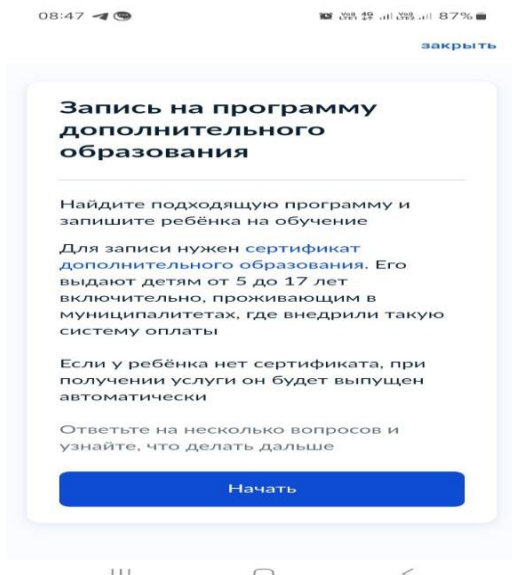 08:47
87%
закрыть
Запись на программу
дополнительного
образования
Найдите подходящую программу и
запишите ребёнка на обучение
Для записи нужен сертификат
дополнительного образования. Его
выдают детям от 5 до 17 лет
включительно, проживающим в
муниципалитетах, где внедрили такую
систему оплаты
Если у ребёнка нет сертификата, при
получении услуги он будет выпущен
автоматически
Ответьте на несколько вопросов и
узнайте, что делать дальше
Начать